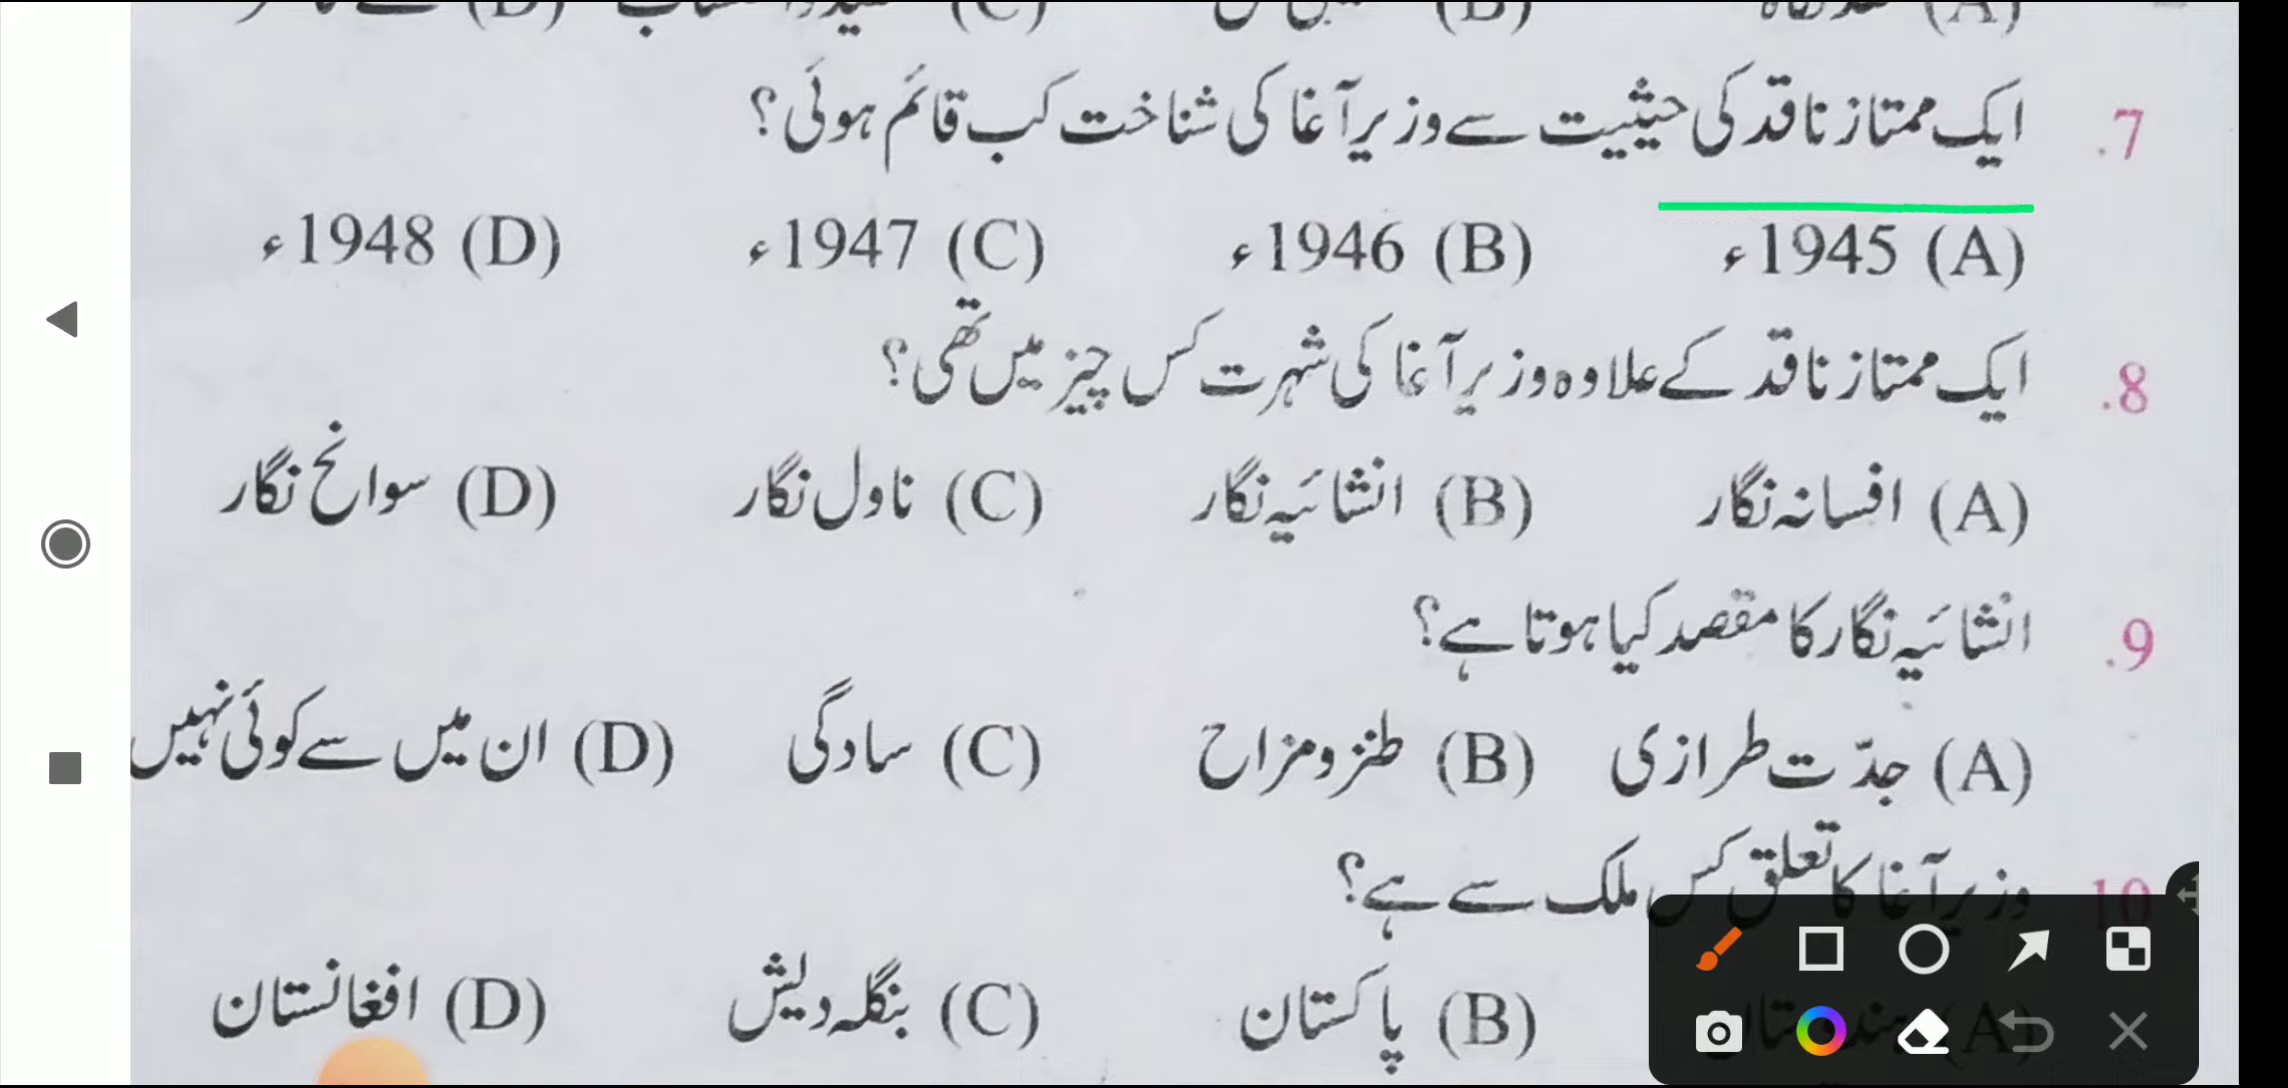 7. ایک ممتاز ناقد کی حیثیت سے وزیر آغا کی شناخت کب قائم ہوئی؟
(A) 1945ء (B) 1946ء (C) 1947ء (D) 1948ء
8. ایک ممتاز ناقد کے علاوہ وزیر آغا کی شہرت کس چیز میں تھی؟
(A) افسانہ نگار (B) انشائیہ نگار (C) ناول نگار (D) سوانح نگار
9. انشائیہ نگار کا مقصد کیا ہوتا ہے؟
(A) جدّت طرازی (B) طنز و مزاح (C) سادگی (D) ان میں سے کوئی نہیں
10 وزیر آغا کا تعلق کس ملک سے ہے؟
(A) (B) پاکستان (C) بنگلہ دیش (D) افغانستان